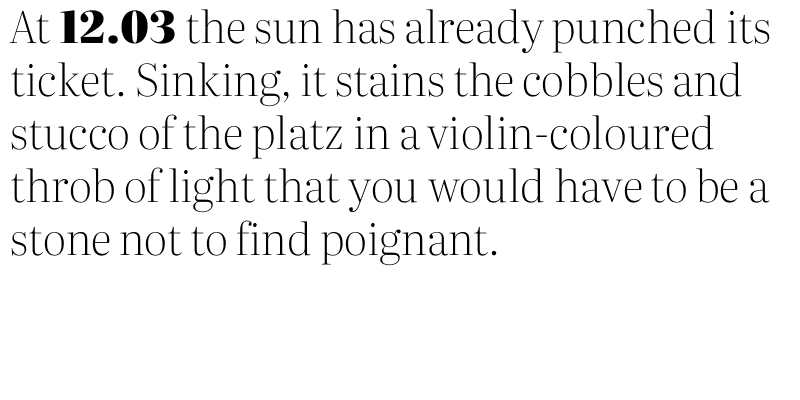 At 12.03 the sun has already punched its
ticket. Sinking, it stains the cobbles and
stucco of the platz in a violin-coloured
throb of light that you would have to be a
stone not to find poignant.